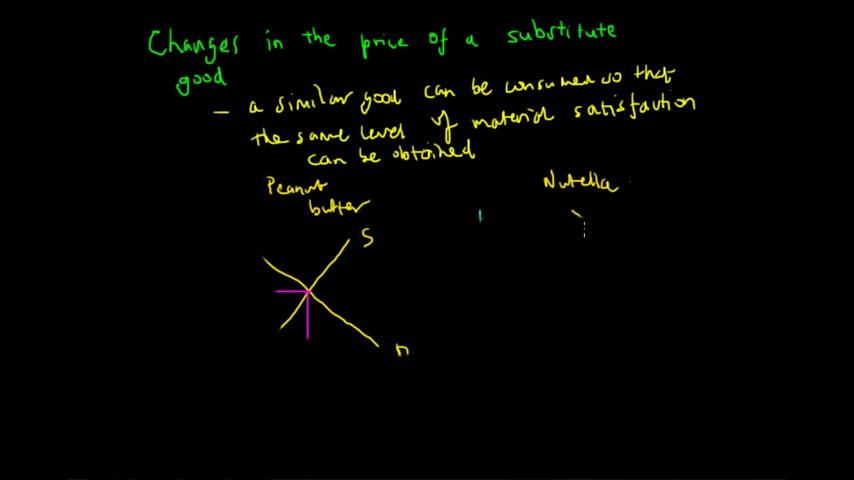 Changes in the price of a substitute
good
– a similar good can be consumed so that
the same level of material satisfaction
can be obtained
Peanut
butter
Nutella
S
D